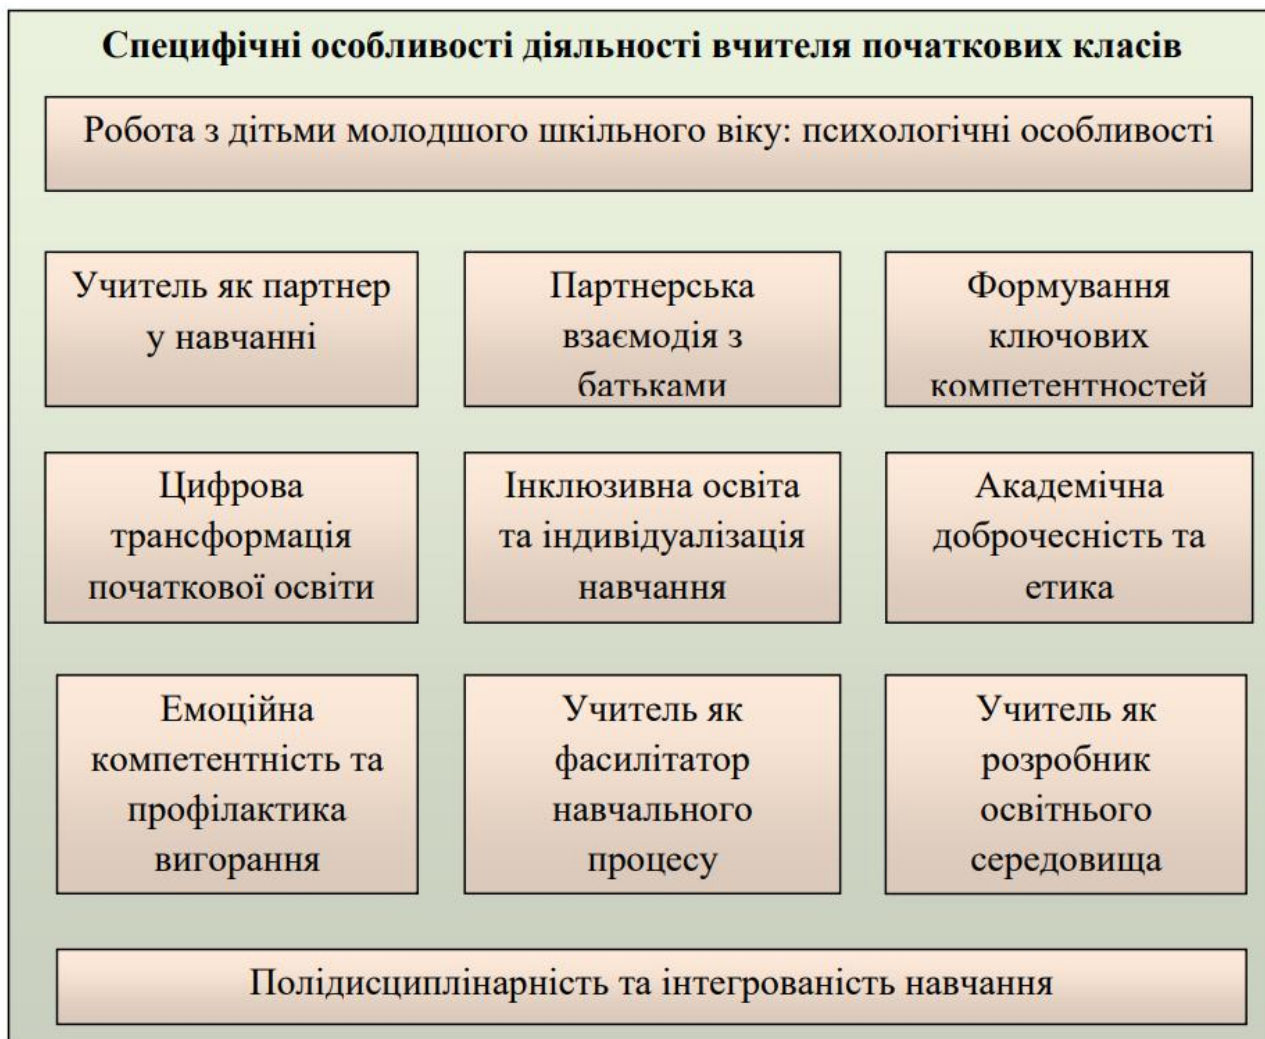 Специфічні особливості діяльності вчителя початкових класів
Робота з дітьми молодшого шкільного віку: психологічні особливості
Учитель як партнер
у навчанні
Партнерська
взаємодія з
батьками
Формування
ключових
компетентностей
Цифрова
трансформація
початкової освіти
Інклюзивна освіта
та індивідуалізація
навчання
Академічна
доброчесність та
етика
Емоційна
компетентність та
профілактика
вигорання
Учитель як
фасилітатор
навчального
процесу
Учитель як
розробник
освітнього
середовища
Полідисциплінарність та інтегрованість навчання